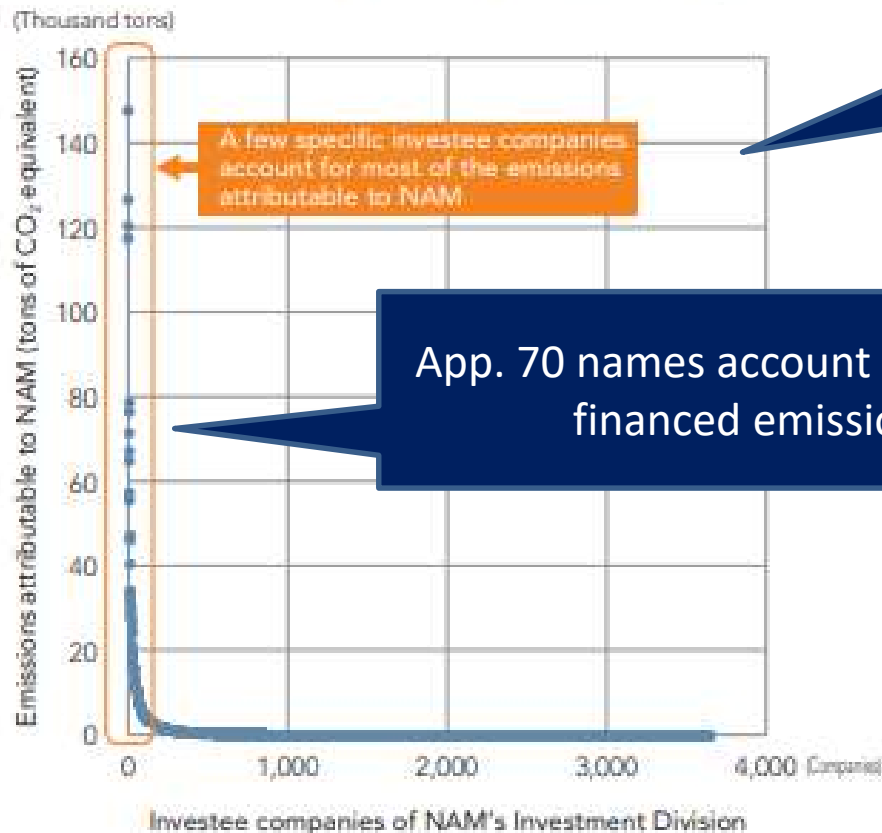 (Thousand tons)
Emissions attributable to NAM (tons of CO₂ equivalent)
160
140
120
100
80
60
40
20
0
A few specific investee companies
account for most of the emissions
attributable to NAM
App. 70 names account
financed emissio
0 1,000 2,000 3,000 4,000 (Companies)
Investee companies of NAM's Investment Division